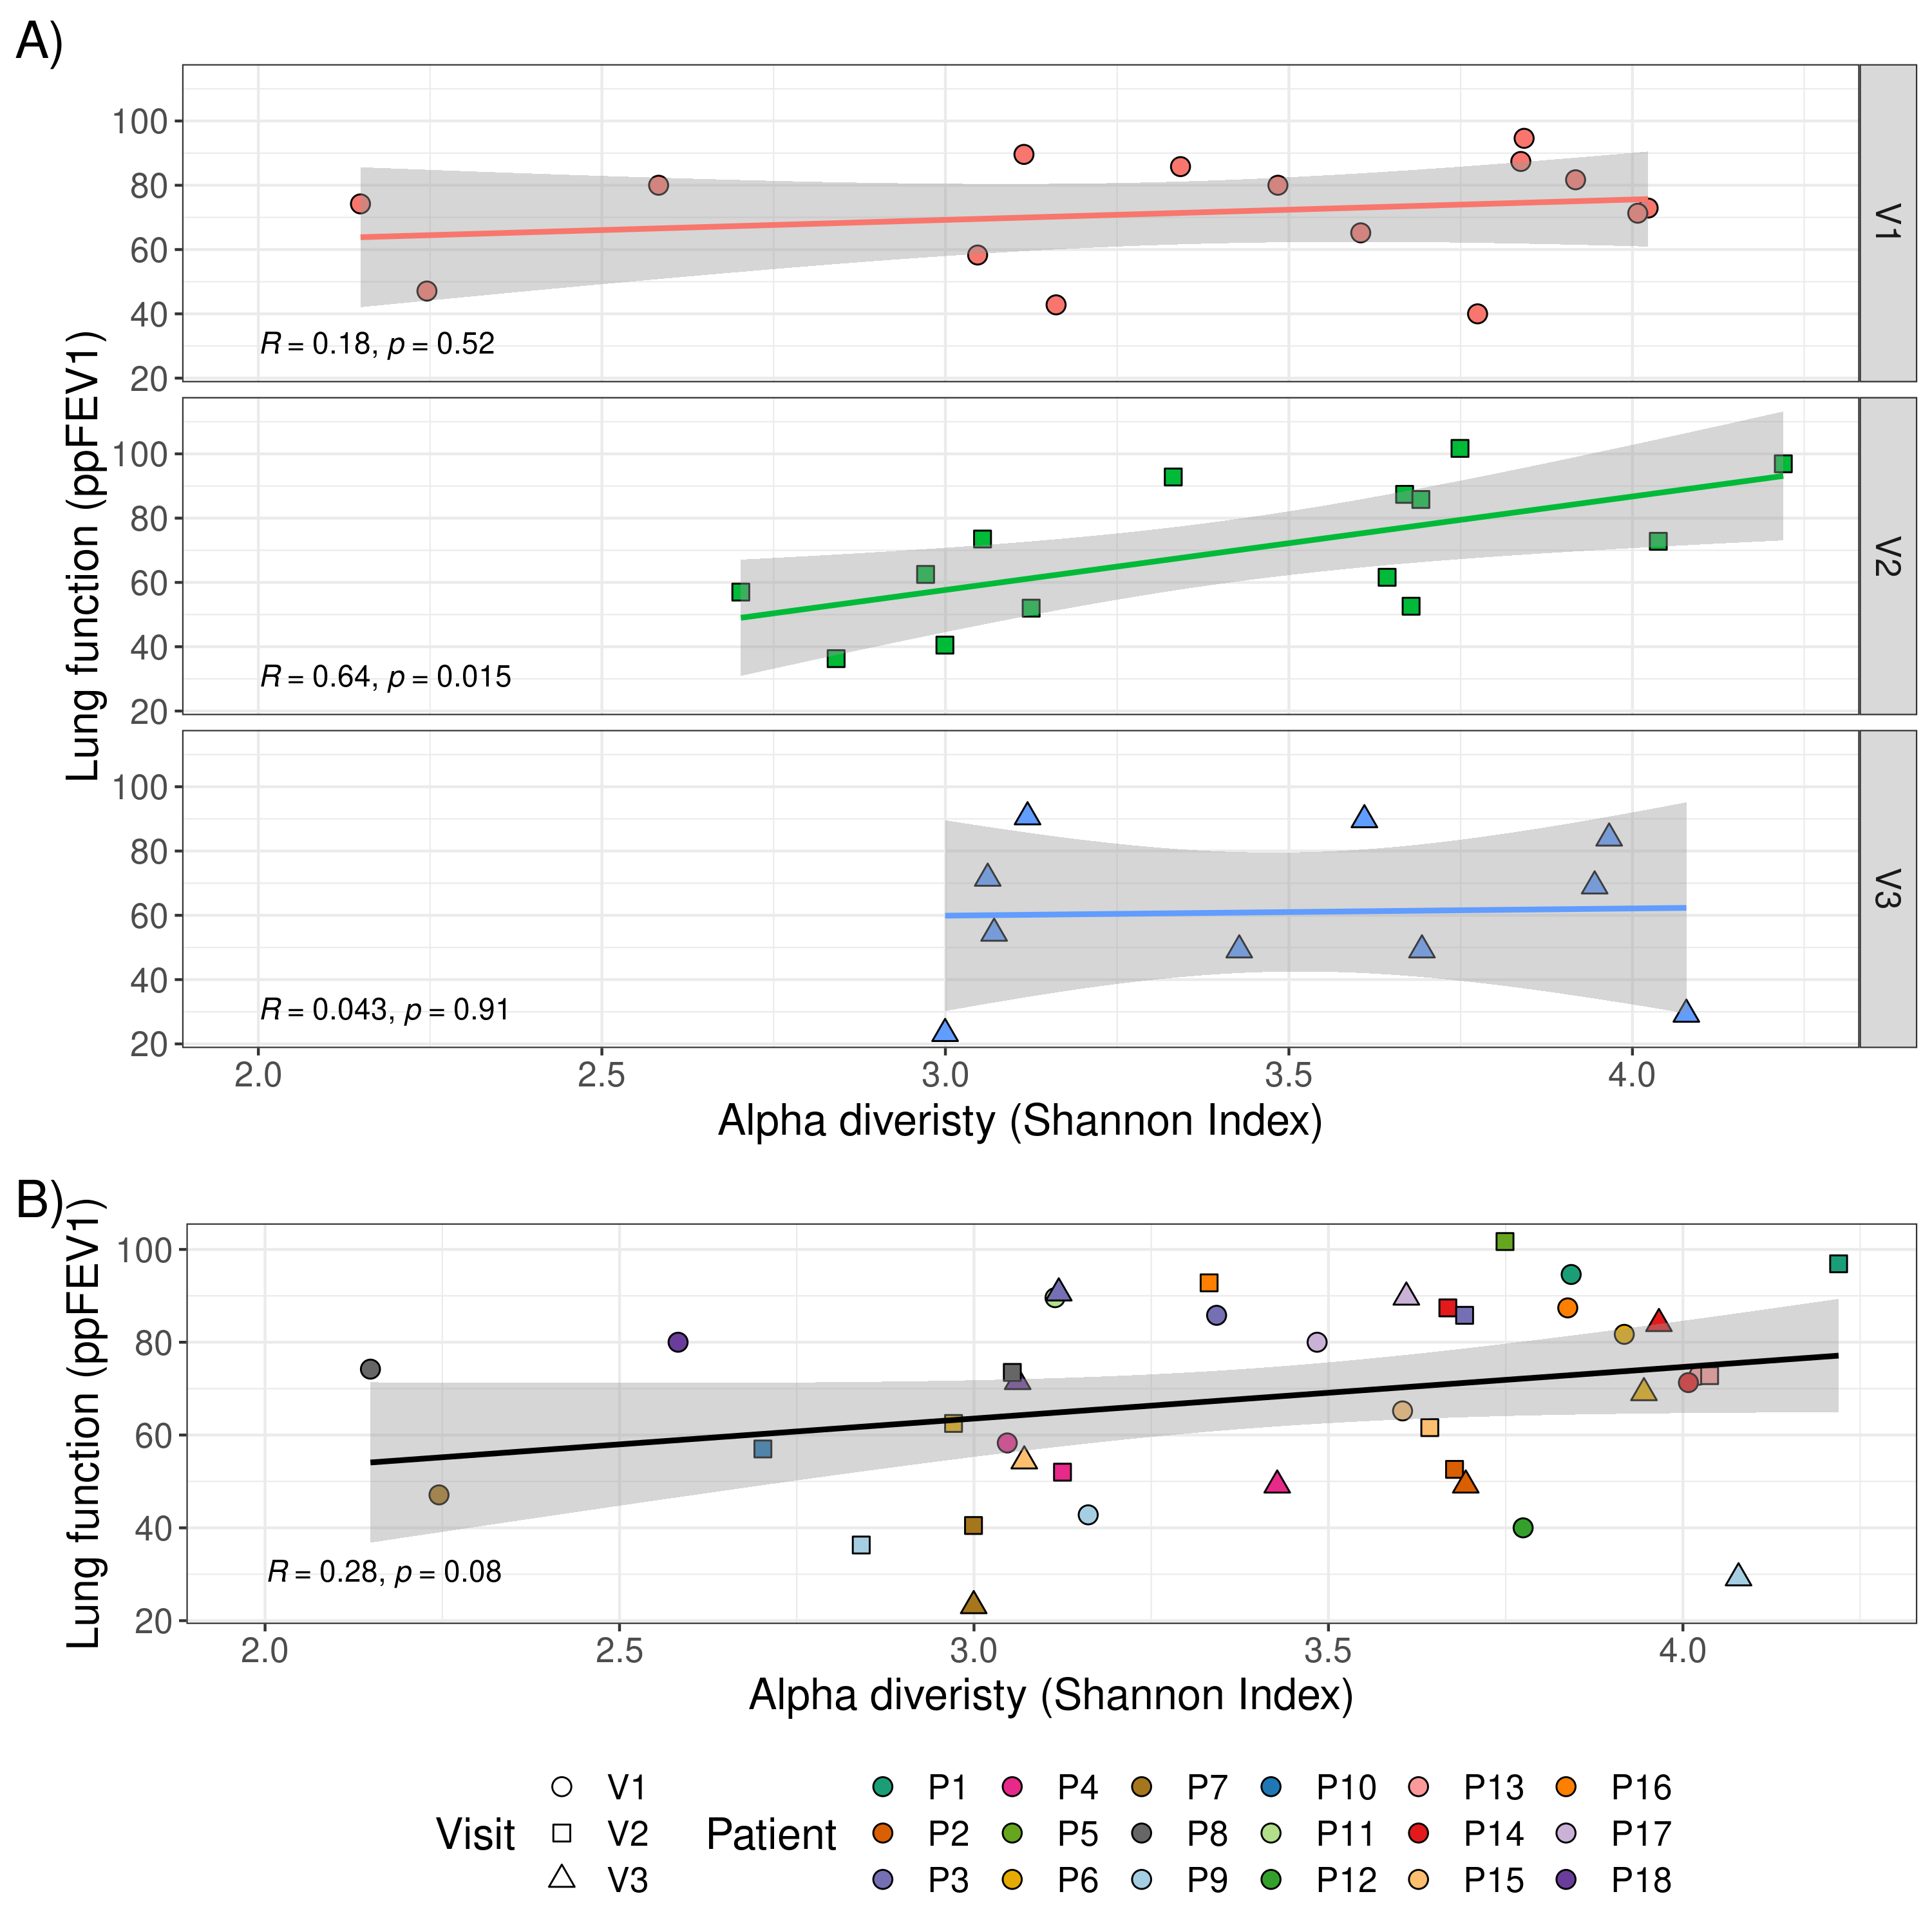 A)
Lung function (ppFEV1)
100
80
60
40
20
R = 0.18, p = 0.52
V1
100
80
60
40
20
R = 0.64, p = 0.015
V2
100
80
60
40
20
R = 0.043, p = 0.91
V3
2.0 2.5 3.0 3.5 4.0
Alpha diveristy (Shannon Index)
B)
Lung function (ppFEV1)
100
80
60
40
20
R = 0.28, p = 0.08
2.0 2.5 3.0 3.5 4.0
Alpha diveristy (Shannon Index)
Visit
V1
V2
V3
Patient
P1 P4 P7 P10 P13 P16
P2 P5 P8 P11 P14 P17
P3 P6 P9 P12 P15 P18